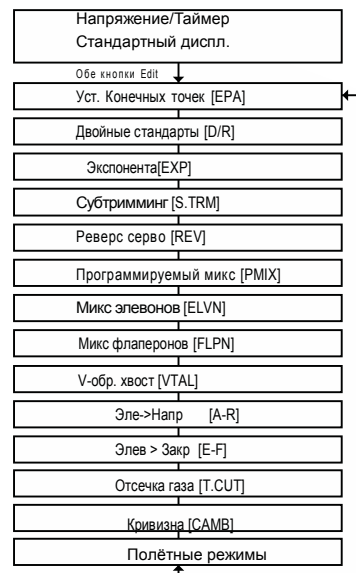 Напряжение/Таймер
Стандартный диспл.
Обе кнопки Edit
Уст. Конечных точек [EPA]
Двойные стандарты [D/R]
Экспонента[EXP]
Субтримминг [S.TRM]
Реверс серво [REV]
Программируемый микс [PMIX]
Микс элевонов [ELVN]
Микс флаперонов [FLPN]
V-обр. хвост [VTAL]
Эле->Напр [A-R]
Элев > Закр [E-F]
Отсечка газа [T.CUT]
Кривизна [CAMB]
Полётные режимы